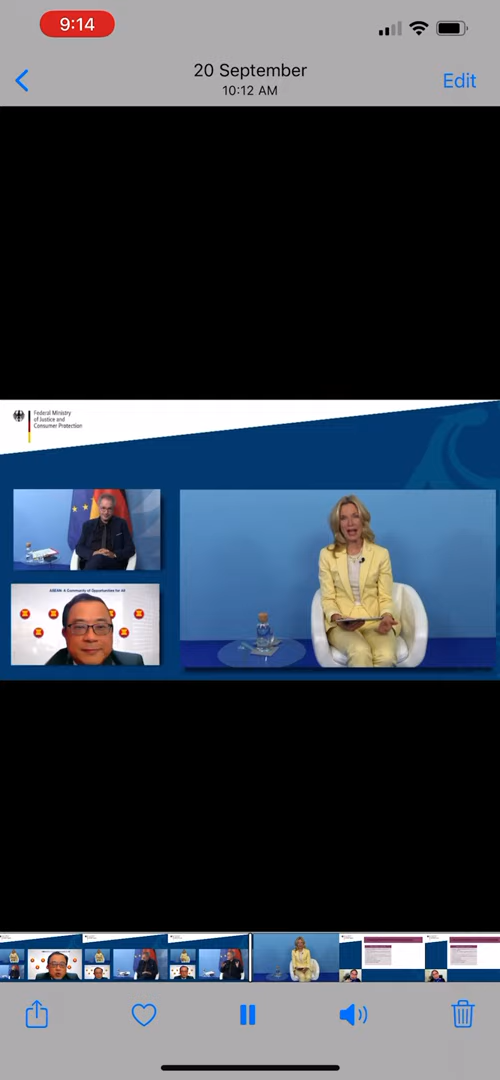 9:14
20 September
10:12 AM
Edit
Federal Ministry
of Justice and
Consumer Protection
ASEAN: A Community of Opportunities for All